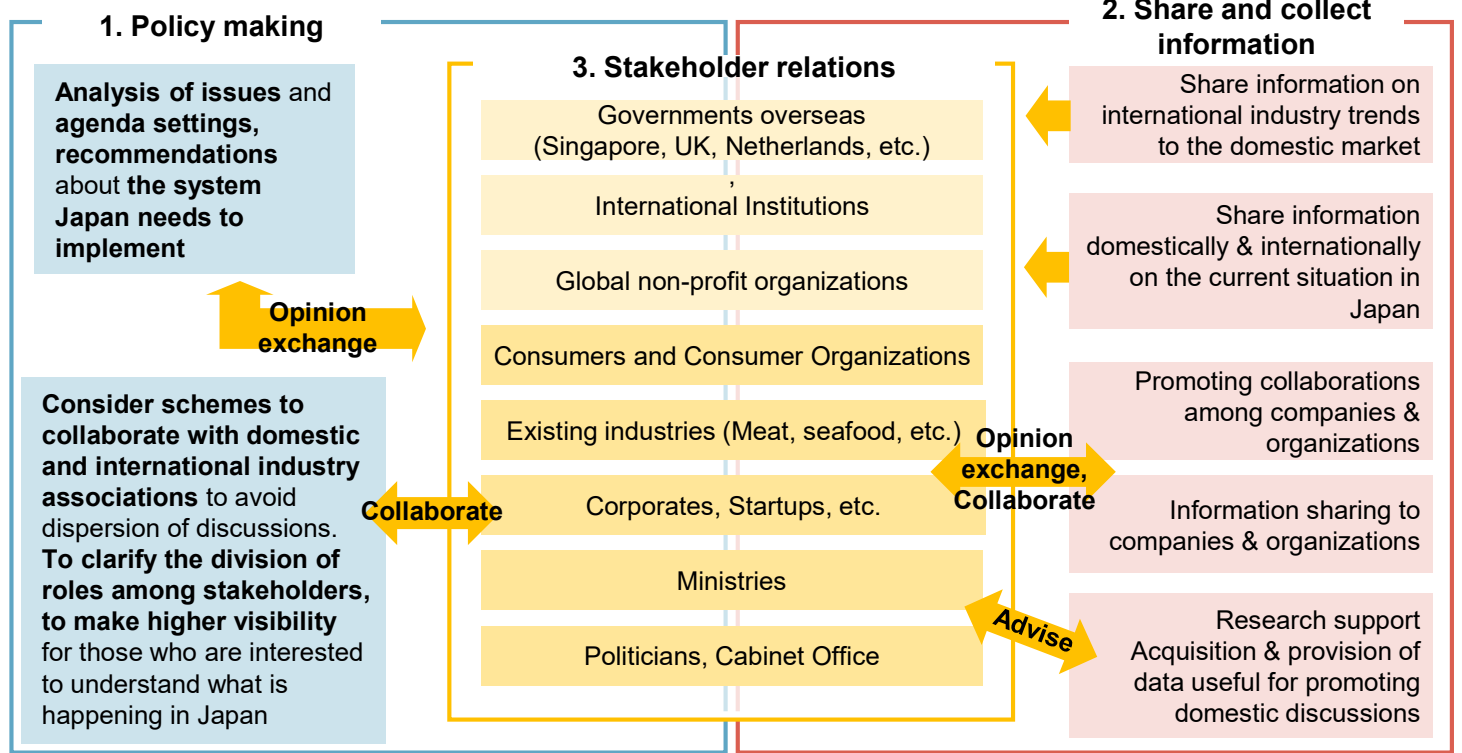 1. Policy making
Analysis of issues and
agenda settings,
recommendations
about the system
Japan needs to
implement
Opinion
exchange
Consider schemes to
collaborate with domestic
and international industry
associations to avoid
dispersion of discussions.
To clarify the division of
roles among stakeholders,
to make higher visibility
for those who are interested
to understand what is
happening in Japan
Collaborate
3. Stakeholder relations
Governments overseas
(Singapore, UK, Netherlands, etc.)
,
International Institutions
Global non-profit organizations
Consumers and Consumer Organizations
Existing industries (Meat, seafood, etc.)
Corporates, Startups, etc.
Ministries
Politicians, Cabinet Office
Opinion
exchange,
Collaborate
Advise
2. Share and collect
information
Share information on
international industry trends
to the domestic market
Share information
domestically & internationally
on the current situation in
Japan
Promoting collaborations
among companies &
organizations
Information sharing to
companies & organizations
Research support
Acquisition & provision of
data useful for promoting
domestic discussions